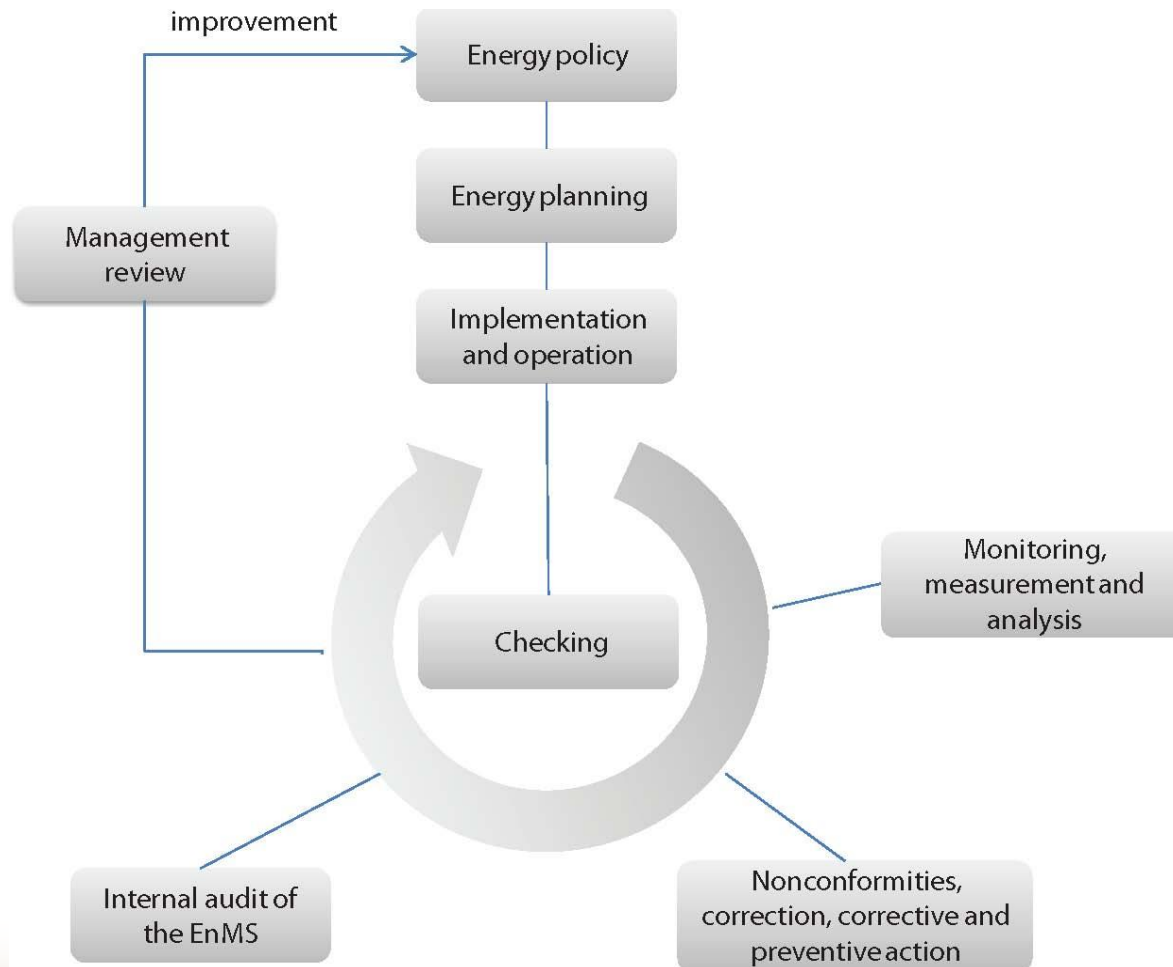 improvement
Energy policy
Energy planning
Management
review
Implementation
and operation
Monitoring,
measurement and
analysis
Checking
Internal audit of
the EnMS
Nonconformities,
correction, corrective and
preventive action